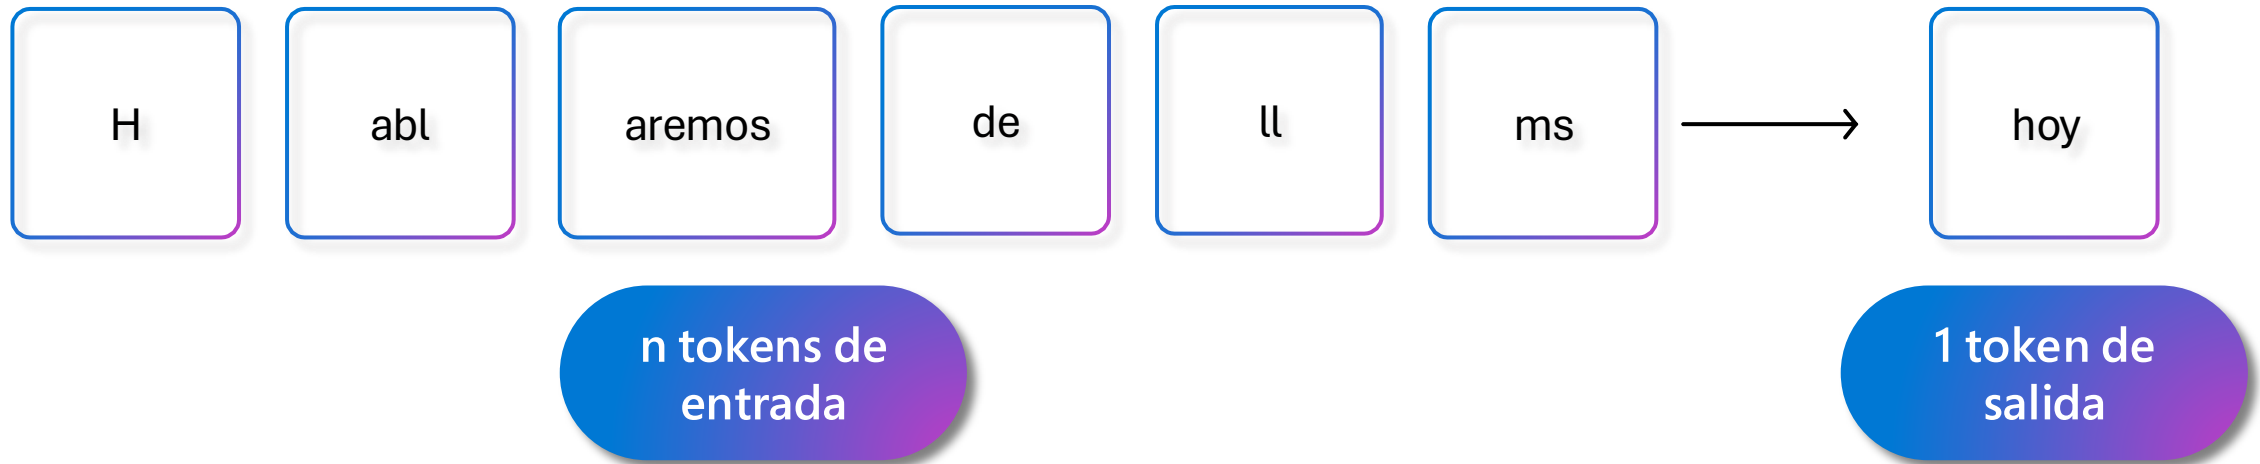 H abl aremos de ll ms hoy
n tokens de
entrada
1 token de
salida